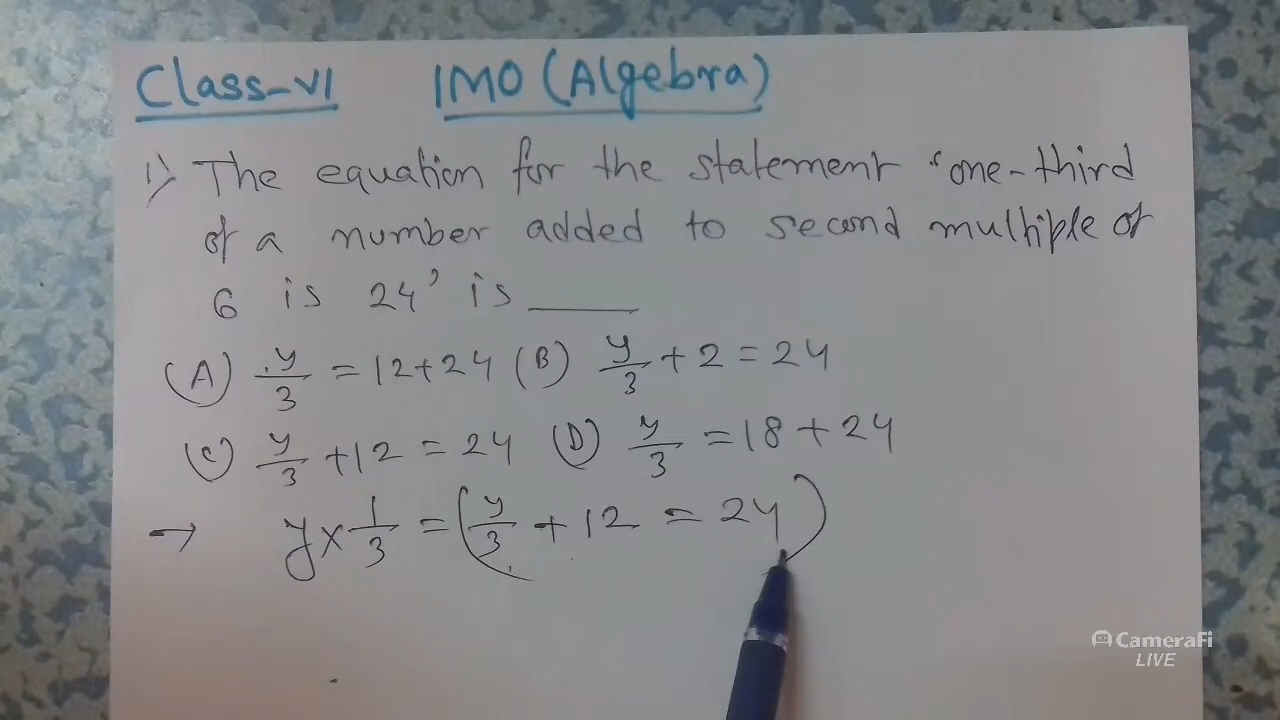 Class-VI IMO (Algebra)
1) The equation for the statement 'one-third
of a number added to second multiple of
6 is 24' is ____
(A) y/3 = 12+24 (B) y/3 + 2 = 24
(C) y/3 + 12 = 24 (D) y/3 = 18 + 24
→ y × 1/3 = (y/3 + 12 = 24)
CameraFi
LIVE